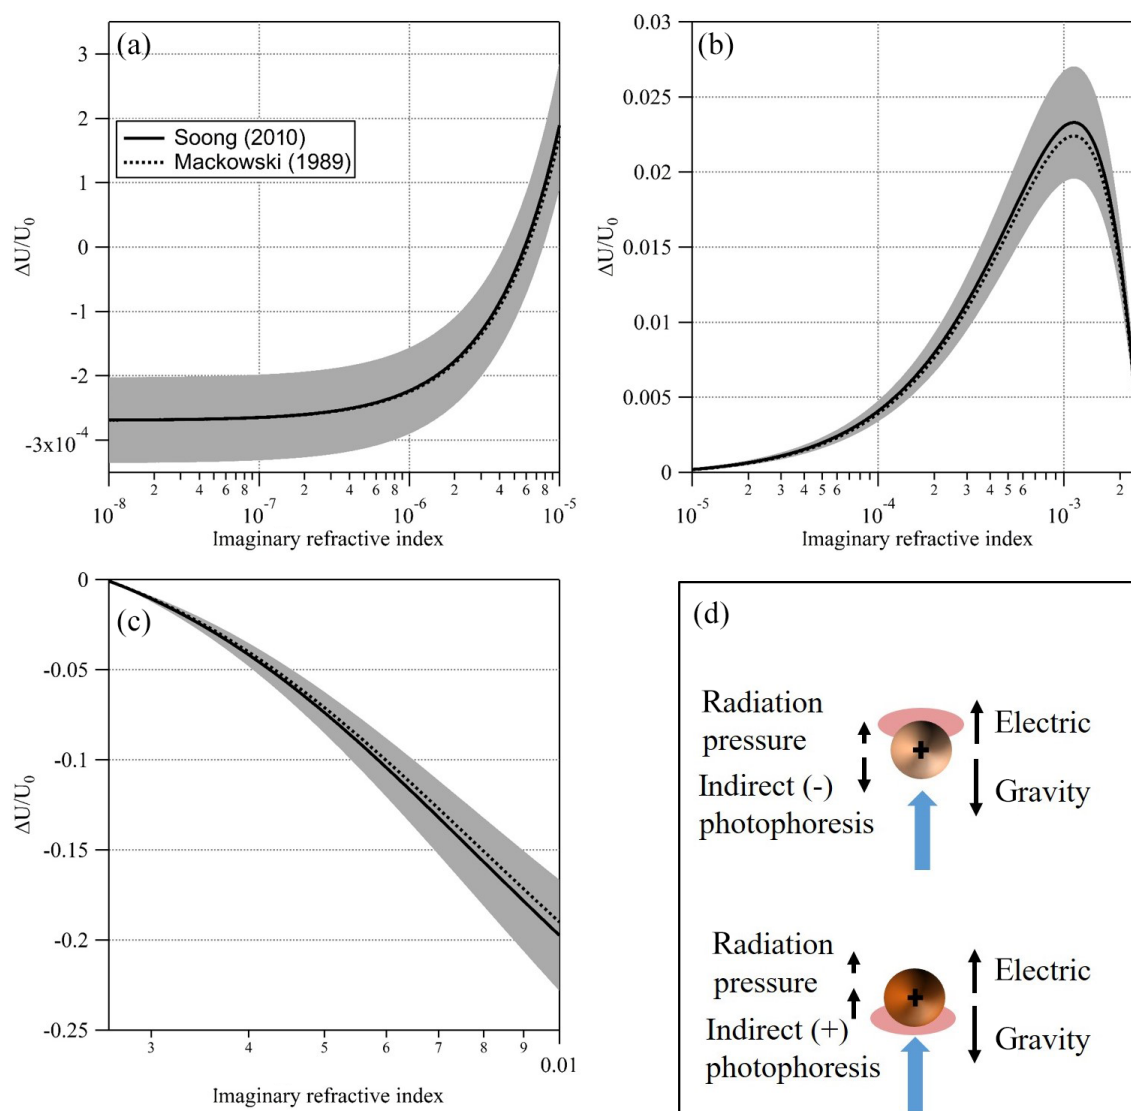 (a)
3
2
1
0
-1
-2
-3x10-4
ΔU/U0
Soong (2010)
Mackowski (1989)
2 4 6 8 2 4 6 8 2 4 6 8
10-8 10-7 10-6 10-5
Imaginary refractive index
(b)
0.03
0.025
0.02
0.015
0.01
0.005
0
ΔU/U0
2 3 4 5 6 2 3 4 5 6 2
10-5 10-4 10-3
Imaginary refractive index
(c)
0
-0.05
-0.1
-0.15
-0.2
-0.25
ΔU/U0
3 4 5 6 7 8 9
0.01
Imaginary refractive index
(d)
Radiation
pressure
Electric
Indirect (-)
photophoresis
Gravity
Radiation
pressure
Electric
Indirect (+)
photophoresis
Gravity